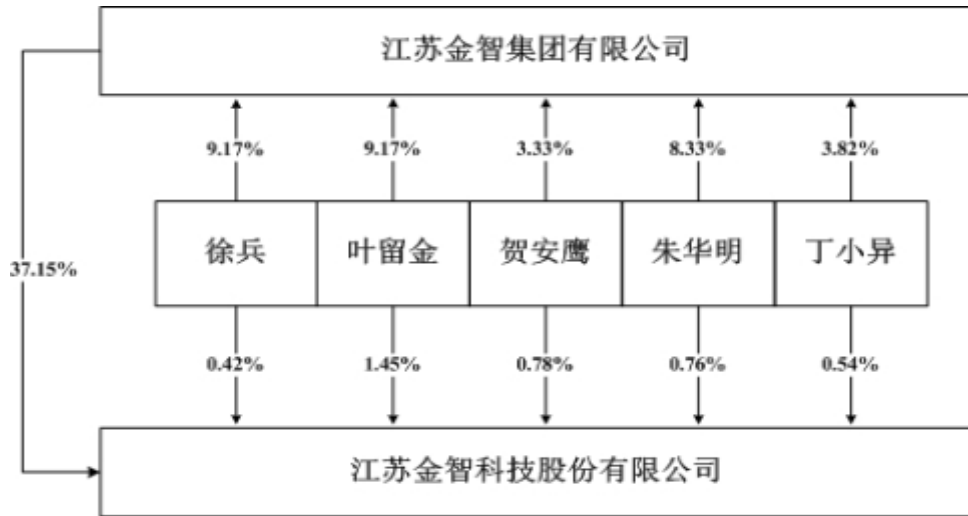 江苏金智集团有限公司
9.17% 9.17% 3.33% 8.33% 3.82%
徐兵 叶留金 贺安鹰 朱华明 丁小异
37.15%
0.42% 1.45% 0.78% 0.76% 0.54%
江苏金智科技股份有限公司